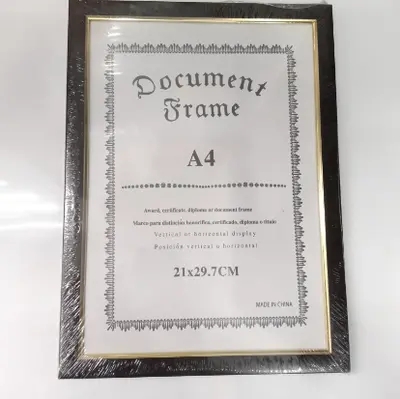 Document
Frame
A4
Award, certificate, diploma or document frame
Marco para distinción honorífica, certificado, diploma o título
Vertical or horizontal display
Posición vertical u horizontal
21x29.7CM
MADE IN CHINA